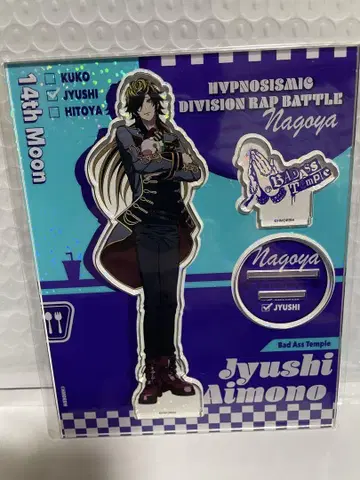 14th Moon
KUKO
JYUSHI
HITOYA
HYPNOSISMIC
DIVISION RAP BATTLE
Nagoya
BAD ASS
Temple
Nagoya
JYUSHI
Bad Ass Temple
Jyushi
Aimono